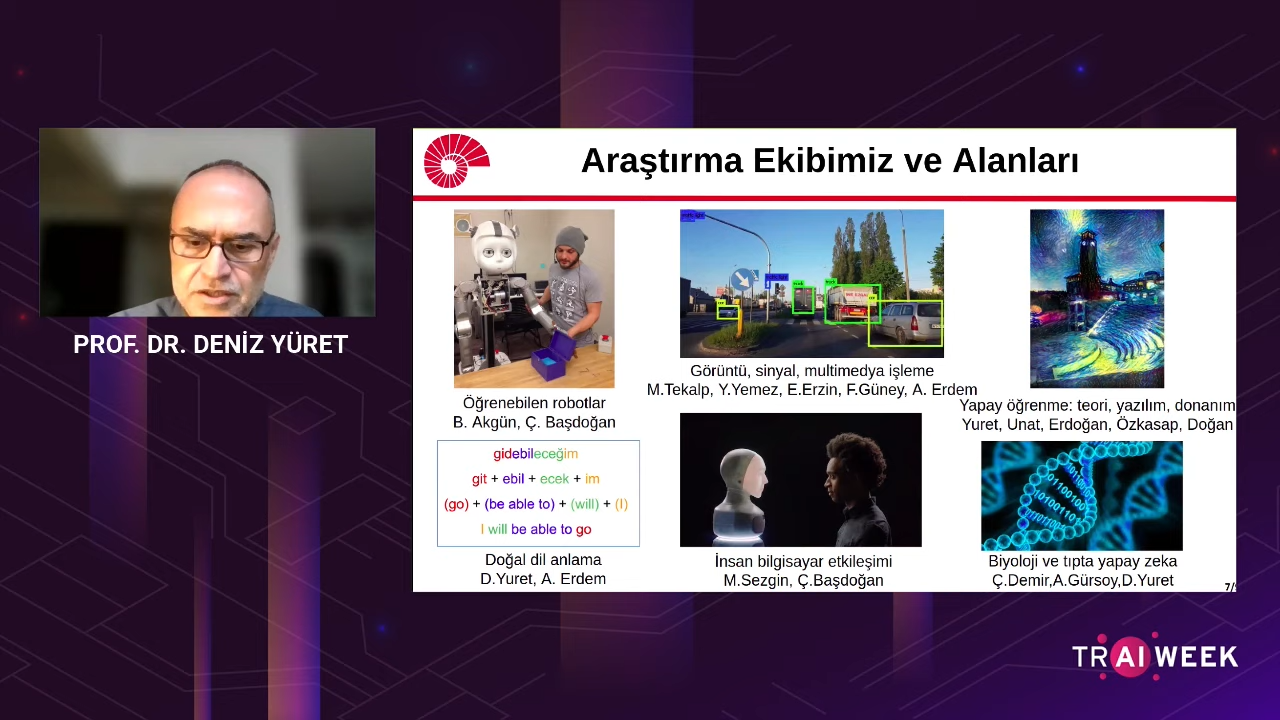 PROF. DR. DENİZ YÜRET
Araştırma Ekibimiz ve Alanları
Öğrenebilen robotlar
B. Akgün, Ç. Başdoğan
Görüntü, sinyal, multimedya işleme
M.Tekalp, Y.Yemez, E.Erzin, F.Güney, A. Erdem
Yapay öğrenme: teori, yazılım, donanım
Yuret, Unat, Erdoğan, Özkasap, Doğan
gidebileceğim
git + ebil + ecek + im
(go) + (be able to) + (will) + (I)
I will be able to go
Doğal dil anlama
D.Yuret, A. Erdem
İnsan bilgisayar etkileşimi
M.Sezgin, Ç.Başdoğan
Biyoloji ve tıpta yapay zeka
Ç.Demir,A.Gürsoy,D.Yuret
TRAI WEEK